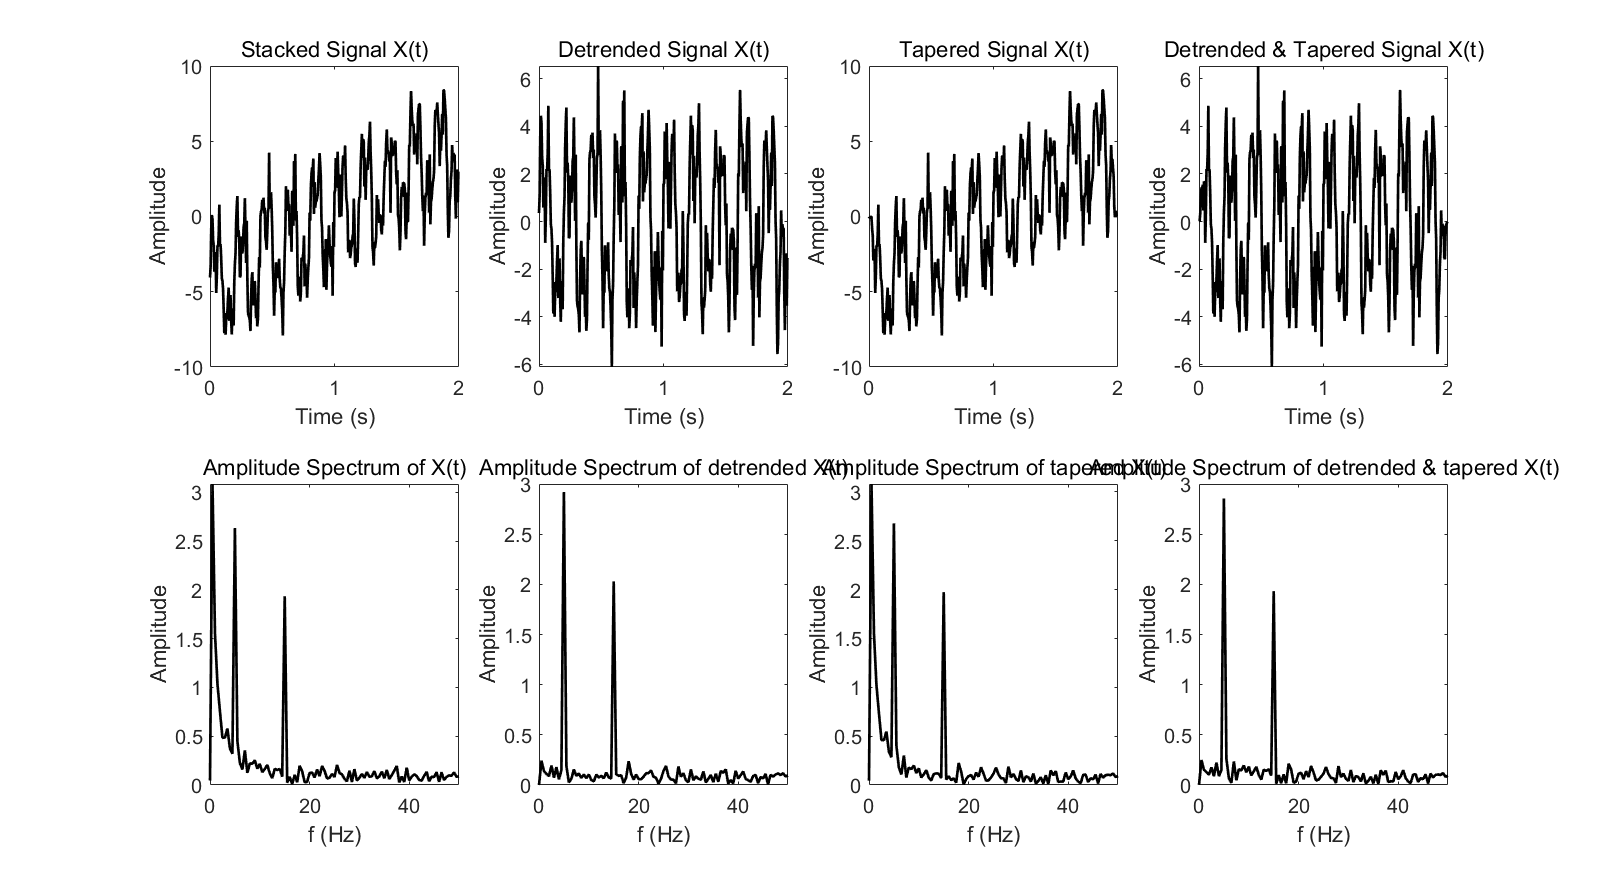 Stacked Signal X(t)
Detrended Signal X(t)
Tapered Signal X(t)
Detrended & Tapered Signal X(t)
10
5
0
-5
-10
Amplitude
0 1 2
Time (s)
6
4
2
0
-2
-4
-6
Amplitude
0 1 2
Time (s)
10
5
0
-5
-10
Amplitude
0 1 2
Time (s)
6
4
2
0
-2
-4
-6
Amplitude
0 1 2
Time (s)
Amplitude Spectrum of X(t)
Amplitude Spectrum of detrended X(t)
Amplitude Spectrum of tapered X(t)
Amplitude Spectrum of detrended & tapered X(t)
3
2.5
2
1.5
1
0.5
0
Amplitude
0 20 40
f (Hz)
3
2.5
2
1.5
1
0.5
0
Amplitude
0 20 40
f (Hz)
3
2.5
2
1.5
1
0.5
0
Amplitude
0 20 40
f (Hz)
3
2.5
2
1.5
1
0.5
0
Amplitude
0 20 40
f (Hz)